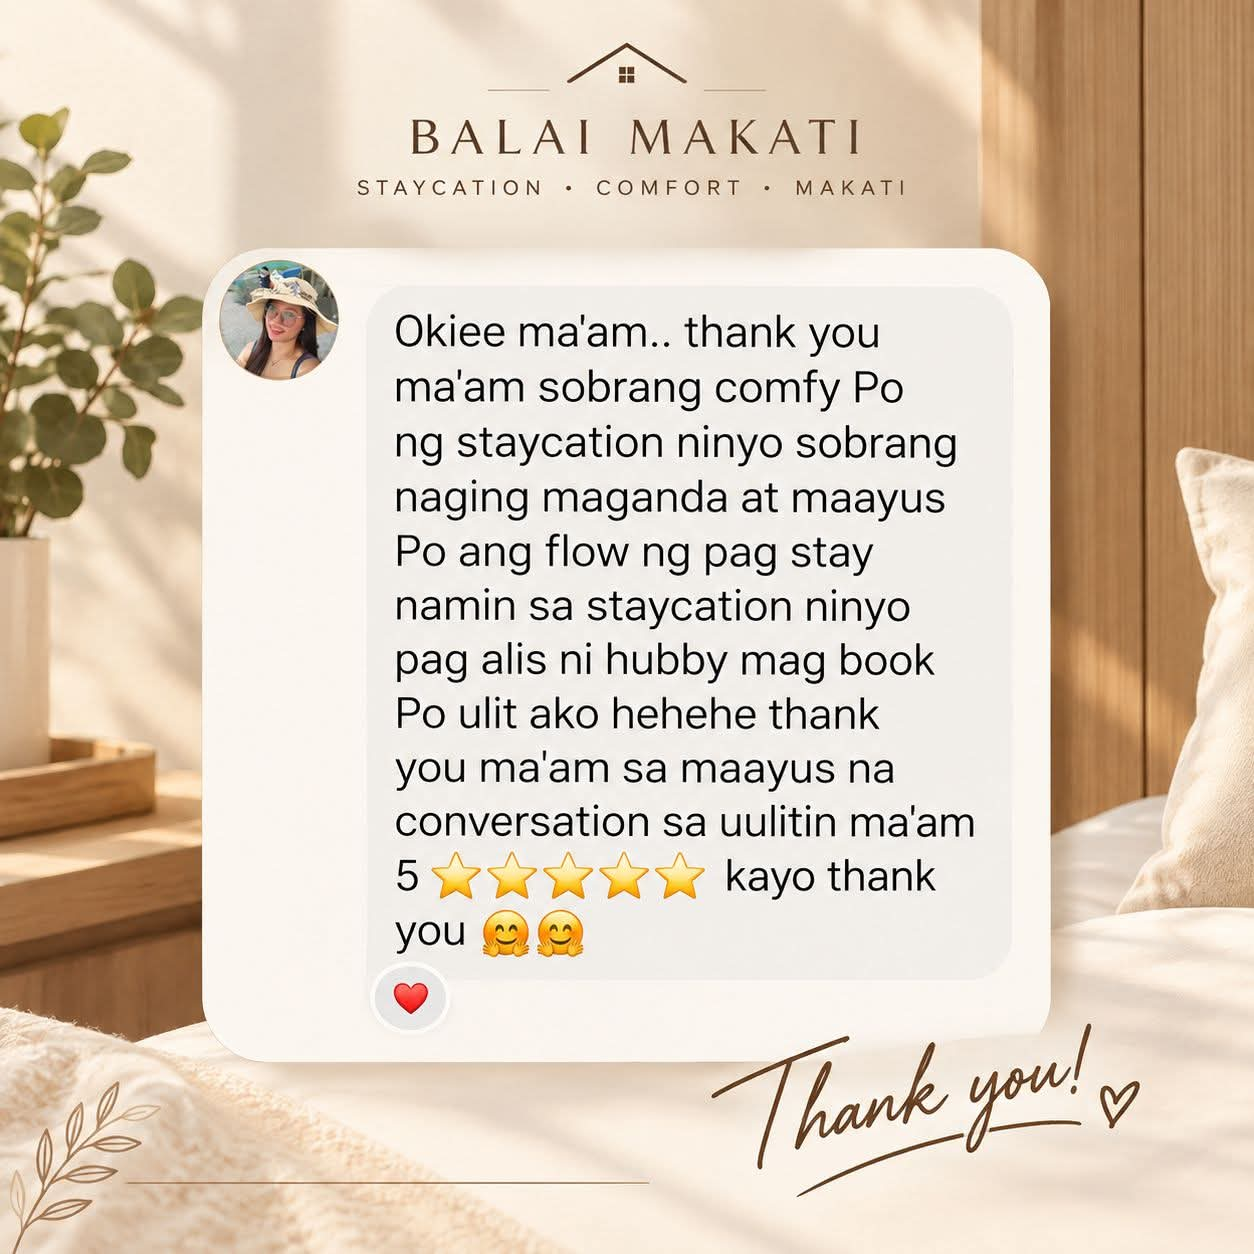 BALAI MAKATI
STAYCATION • COMFORT • MAKATI
Okiee ma'am.. thank you
ma'am sobrang comfy Po
ng staycation ninyo sobrang
naging maganda at maayus
Po ang flow ng pag stay
namin sa staycation ninyo
pag alis ni hubby mag book
Po ulit ako hehehe thank
you ma'am sa maayus na
conversation sa uulitin ma'am
5 ⭐⭐⭐⭐⭐ kayo thank
you 🤗🤗
Thank you!